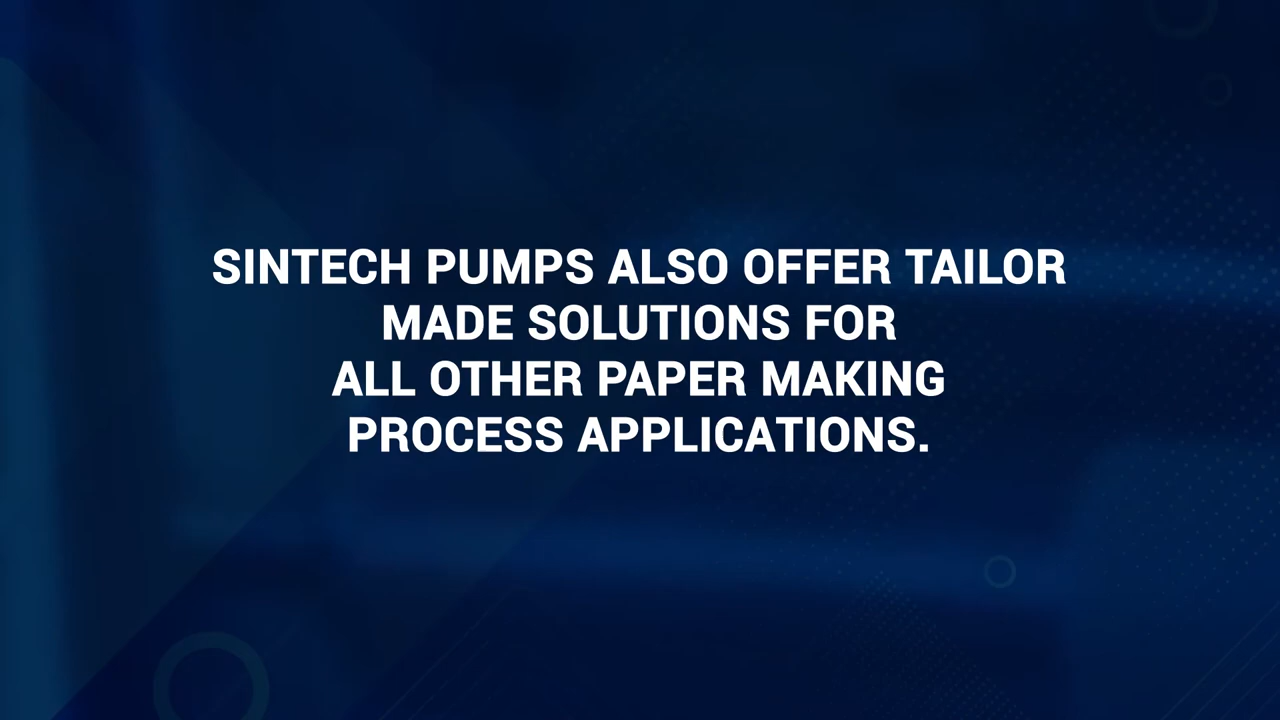 SINTECH PUMPS ALSO OFFER TAILOR
MADE SOLUTIONS FOR
ALL OTHER PAPER MAKING
PROCESS APPLICATIONS.